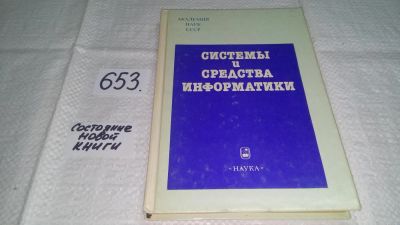 653.
Состояние
новой
книги
АКАДЕМИЯ
НАУК
СССР
СИСТЕМЫ
И
СРЕДСТВА
ИНФОРМАТИКИ
«НАУКА»